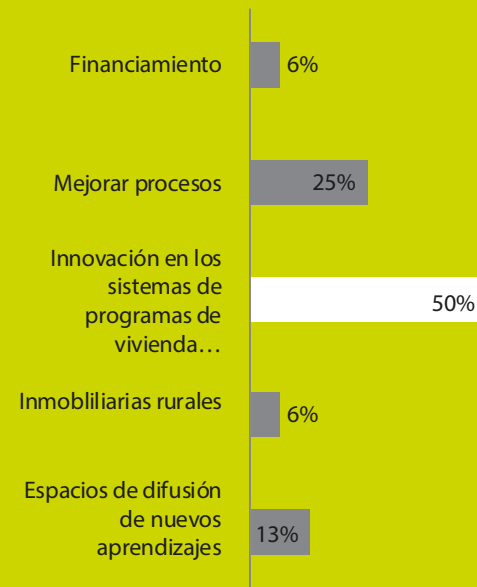 Financiamiento
6%
Mejorar procesos
25%
Innovación en los
sistemas de
programas de
vivienda…
50%
Inmobliliarias rurales
6%
Espacios de difusión
de nuevos
aprendizajes
13%